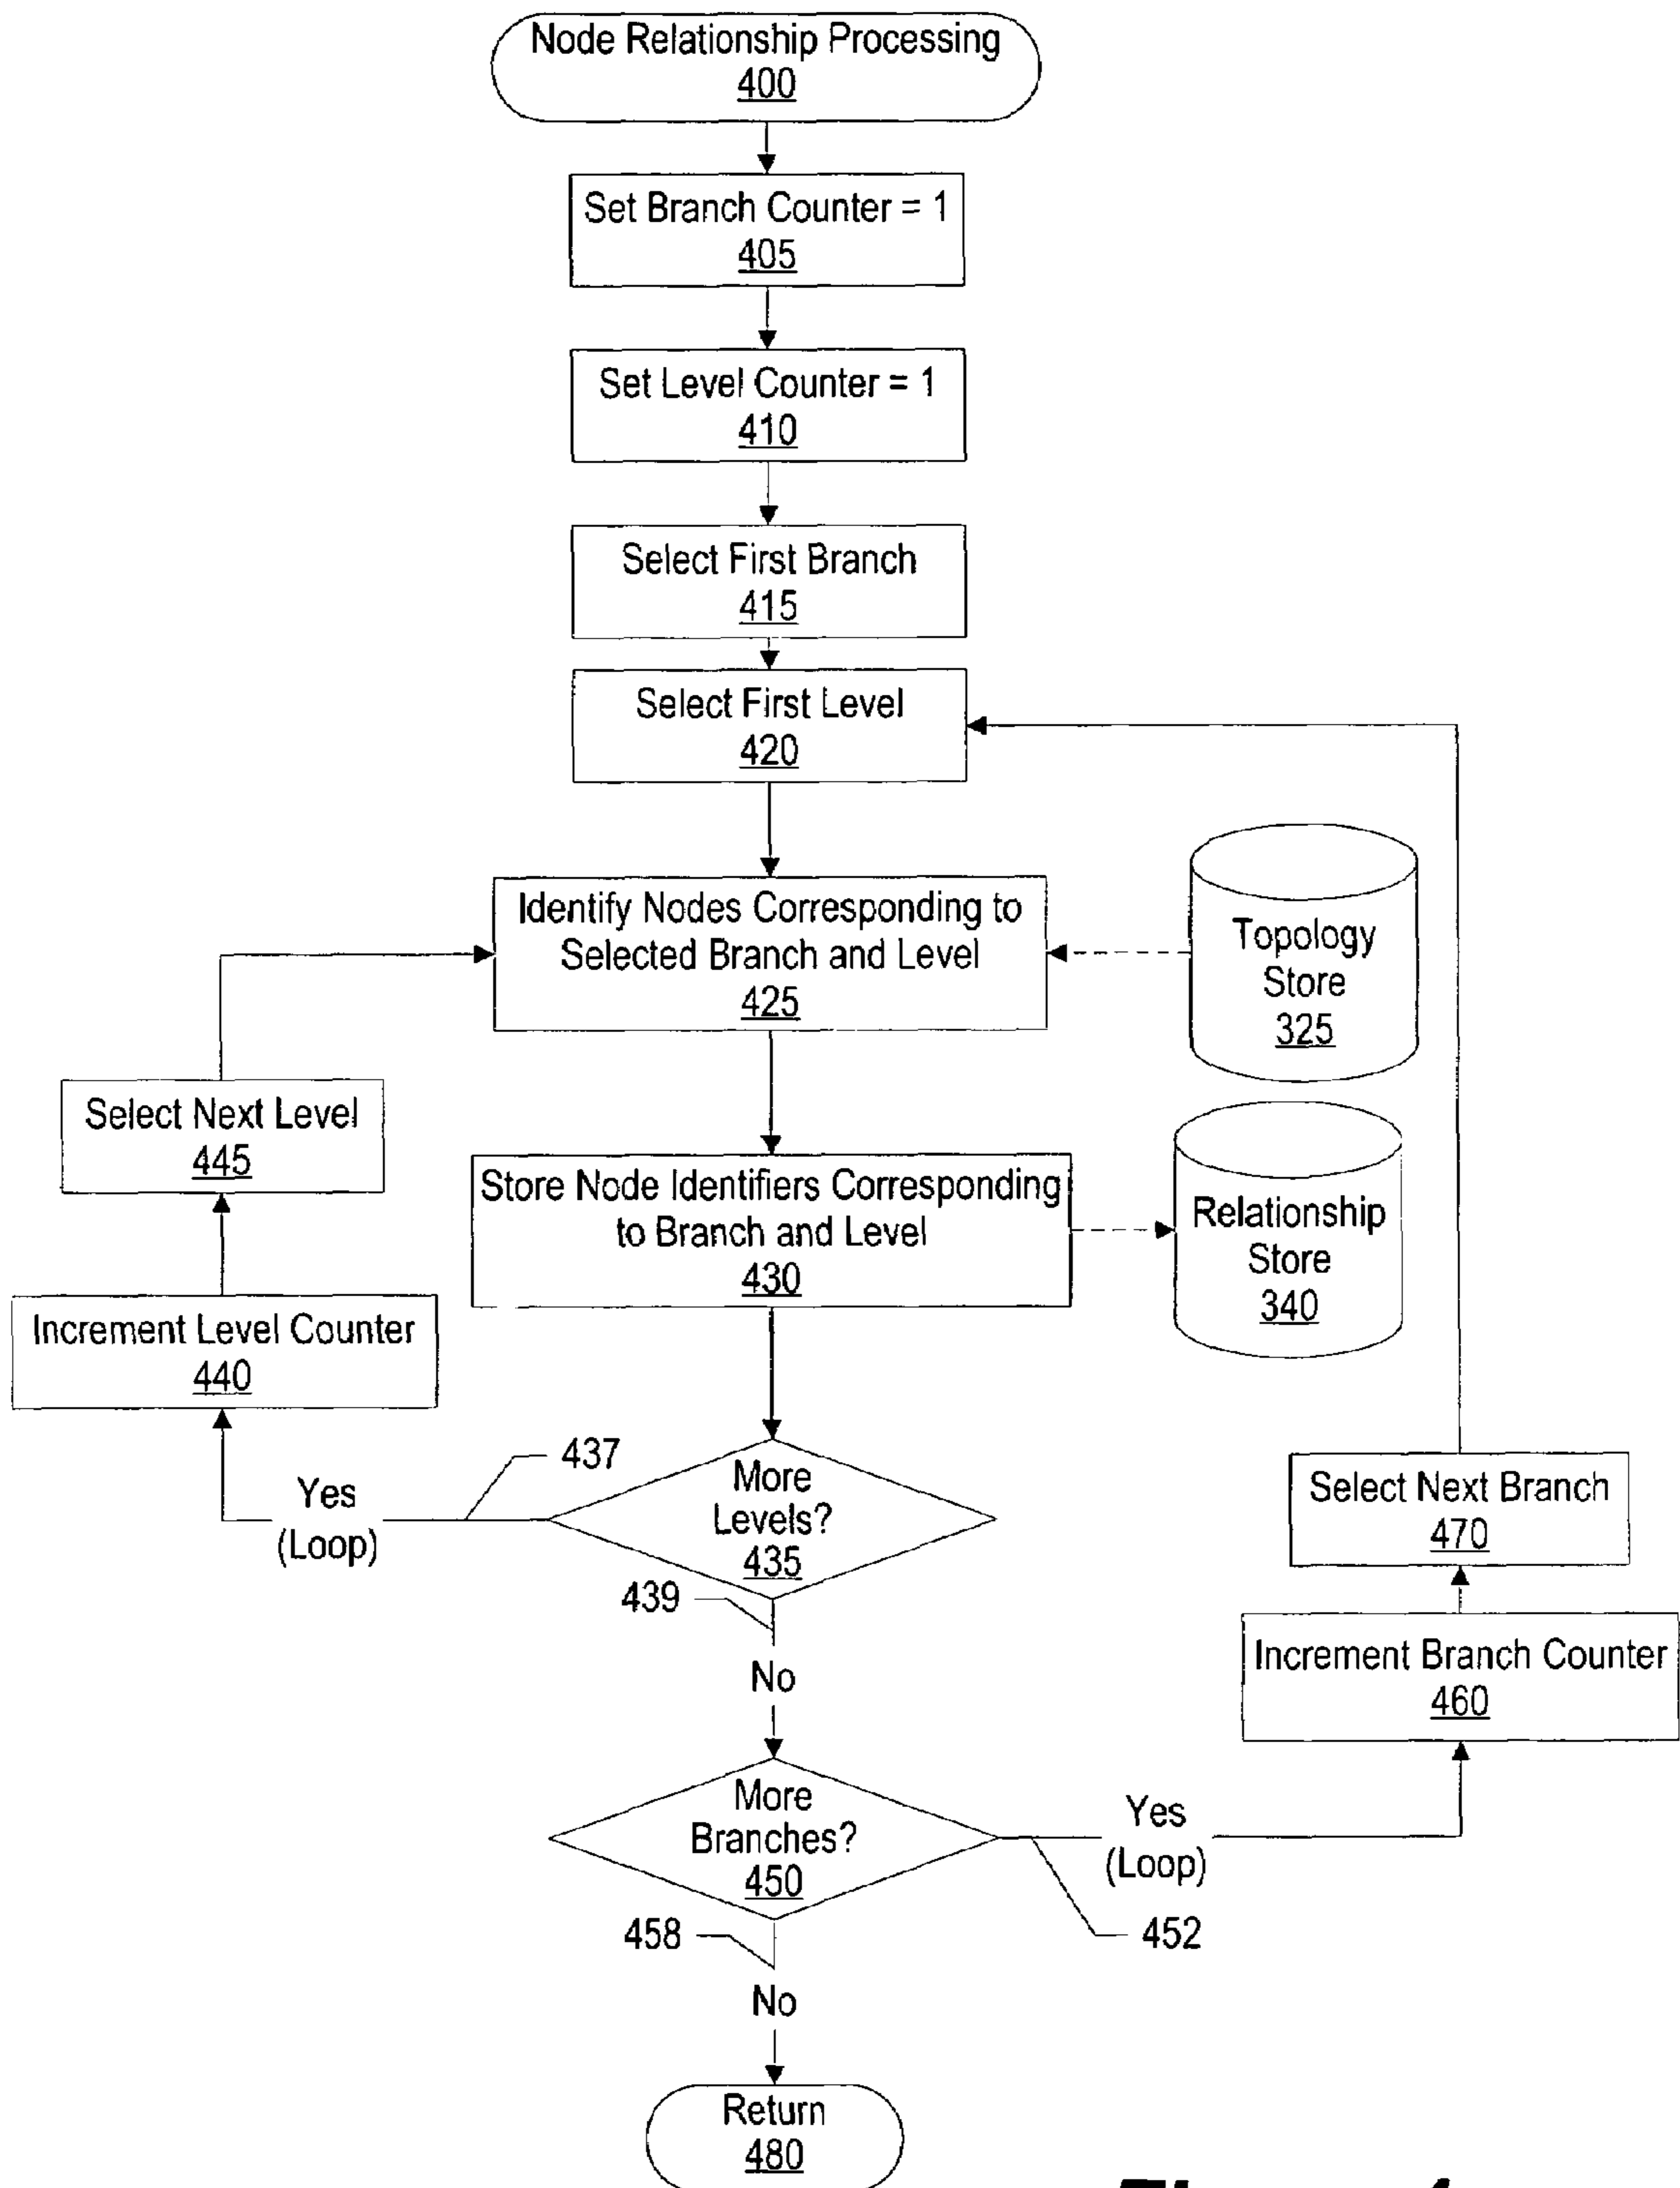 Node Relationship Processing
400
Set Branch Counter = 1
405
Set Level Counter = 1
410
Select First Branch
415
Select First Level
420
Identify Nodes Corresponding to
Selected Branch and Level
425
Topology
Store
325
Select Next Level
445
Store Node Identifiers Corresponding
to Branch and Level
430
Relationship
Store
340
Increment Level Counter
440
437
Yes
(Loop)
More
Levels?
435
Select Next Branch
470
439
No
Increment Branch Counter
460
More
Branches?
450
Yes
(Loop)
458
452
No
Return
480